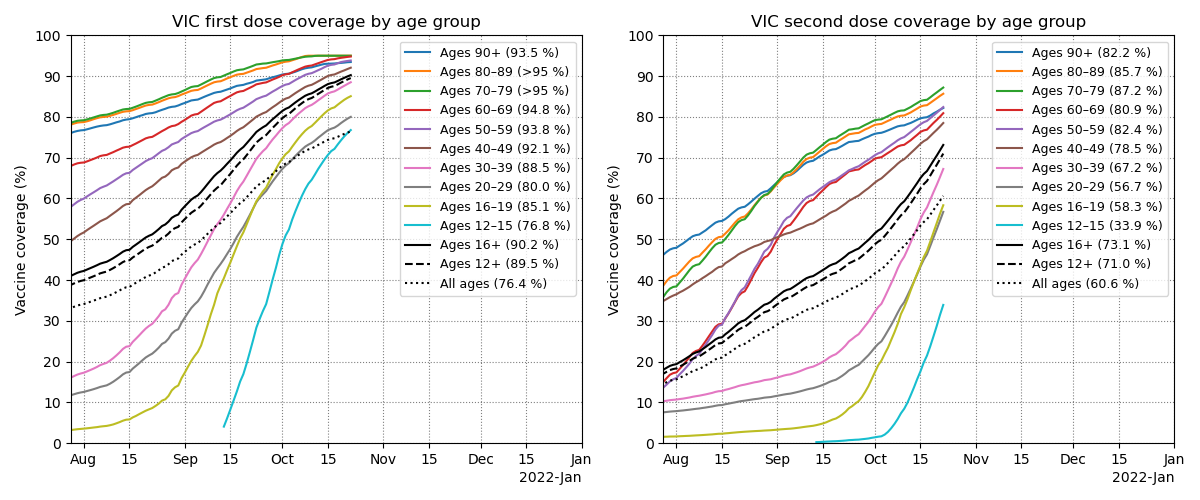 VIC first dose coverage by age group
Vaccine coverage (%)
100
90
80
70
60
50
40
30
20
10
0
Ages 90+ (93.5 %)
Ages 80–89 (>95 %)
Ages 70–79 (>95 %)
Ages 60–69 (94.8 %)
Ages 50–59 (93.8 %)
Ages 40–49 (92.1 %)
Ages 30–39 (88.5 %)
Ages 20–29 (80.0 %)
Ages 16–19 (85.1 %)
Ages 12–15 (76.8 %)
Ages 16+ (90.2 %)
Ages 12+ (89.5 %)
All ages (76.4 %)
Aug 15 Sep 15 Oct 15 Nov 15 Dec 15 Jan
2022-Jan
VIC second dose coverage by age group
Vaccine coverage (%)
100
90
80
70
60
50
40
30
20
10
0
Ages 90+ (82.2 %)
Ages 80–89 (85.7 %)
Ages 70–79 (87.2 %)
Ages 60–69 (80.9 %)
Ages 50–59 (82.4 %)
Ages 40–49 (78.5 %)
Ages 30–39 (67.2 %)
Ages 20–29 (56.7 %)
Ages 16–19 (58.3 %)
Ages 12–15 (33.9 %)
Ages 16+ (73.1 %)
Ages 12+ (71.0 %)
All ages (60.6 %)
Aug 15 Sep 15 Oct 15 Nov 15 Dec 15 Jan
2022-Jan